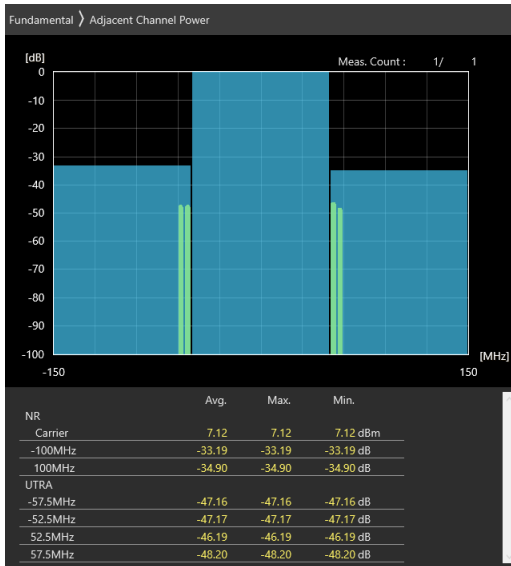 Fundamental 〉 Adjacent Channel Power
[dB]
Meas. Count : 1/ 1
0
-10
-20
-30
-40
-50
-60
-70
-80
-90
-100
[MHz]
-150 150
Avg. Max. Min.
NR
Carrier 7.12 7.12 7.12 dBm
-100MHz -33.19 -33.19 -33.19 dB
100MHz -34.90 -34.90 -34.90 dB
UTRA
-57.5MHz -47.16 -47.16 -47.16 dB
-52.5MHz -47.17 -47.17 -47.17 dB
52.5MHz -46.19 -46.19 -46.19 dB
57.5MHz -48.20 -48.20 -48.20 dB